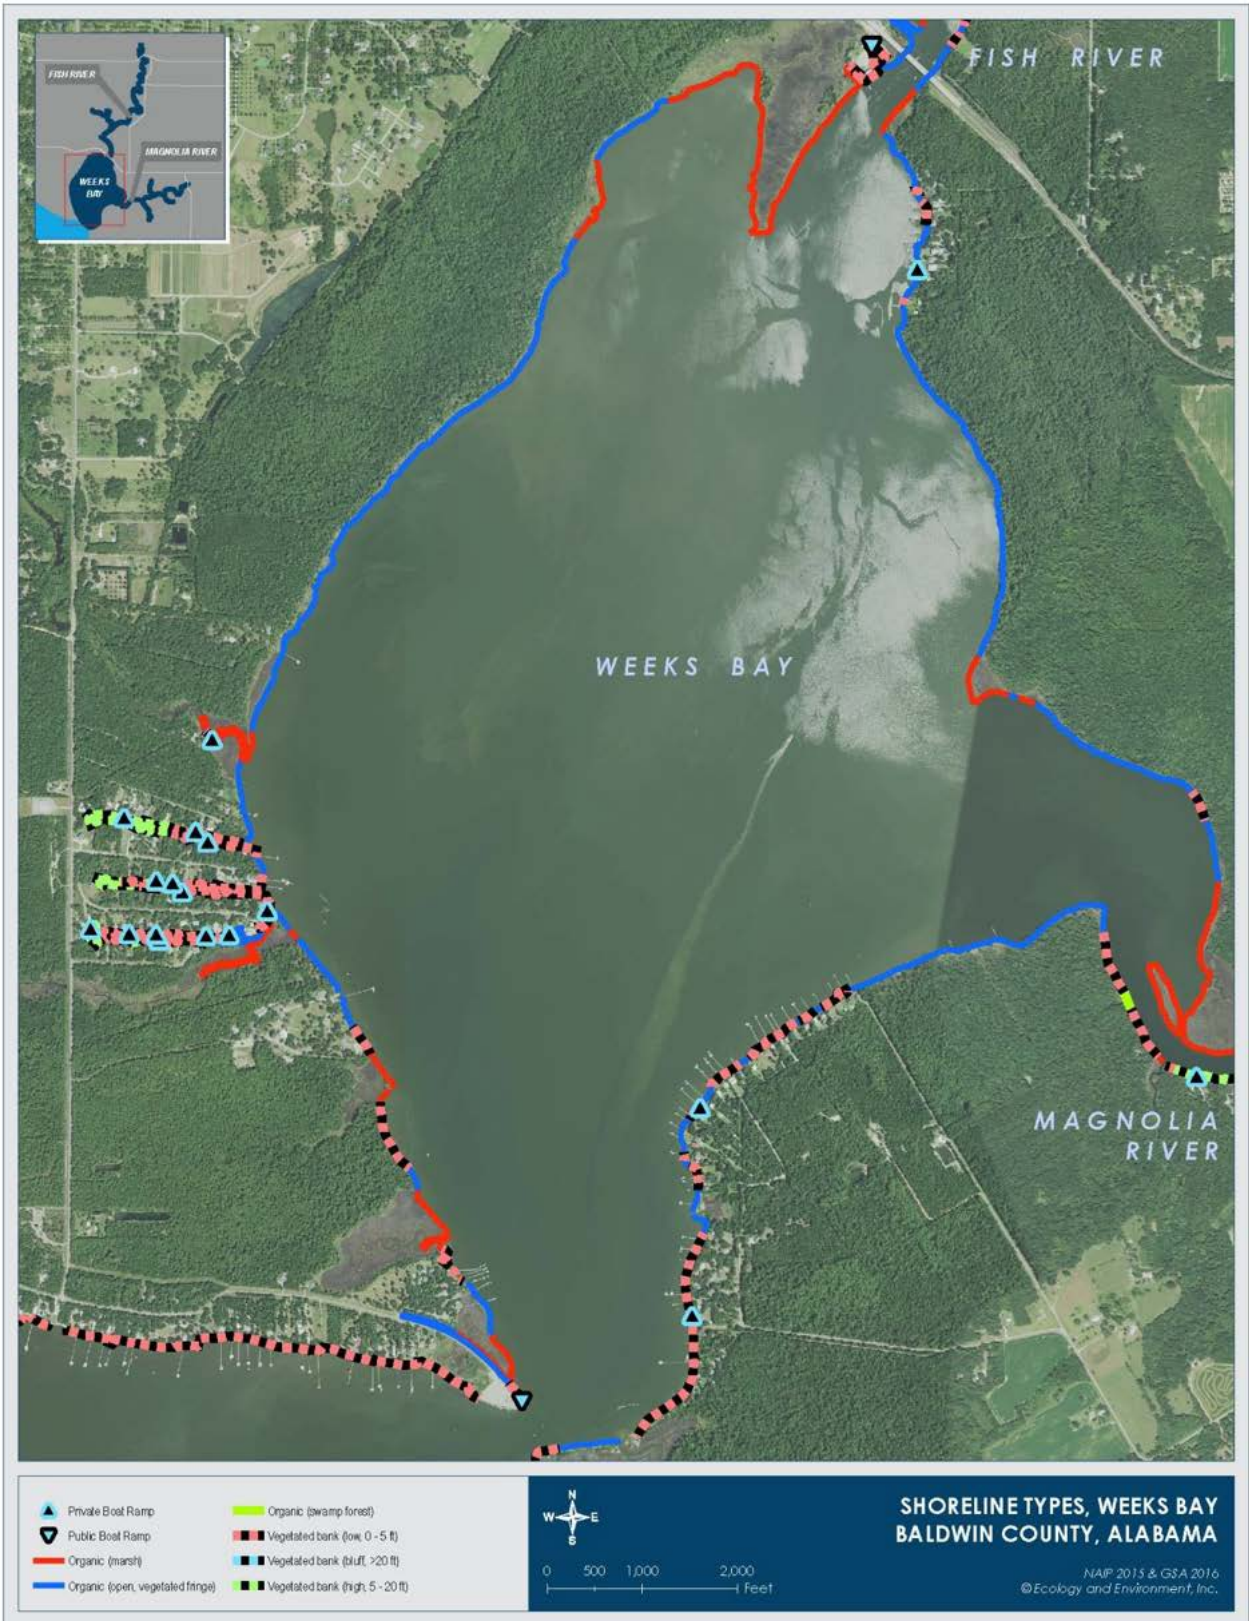 FISH RIVER
FISH RIVER
MAGNOLIA RIVER
WEEKS
BAY
WEEKS BAY
MAGNOLIA
RIVER
Private Boat Ramp
Public Boat Ramp
Organic (marsh)
Organic (open, vegetated fringe)
Organic (swamp forest)
Vegetated bank (low, 0 - 5 ft)
Vegetated bank (bluff, >20 ft)
Vegetated bank (high, 5 - 20 ft)
N
W E
S
0 500 1,000 2,000
Feet
SHORELINE TYPES, WEEKS BAY
BALDWIN COUNTY, ALABAMA
NAIP 2015 & GSA 2016
©Ecology and Environment, Inc.